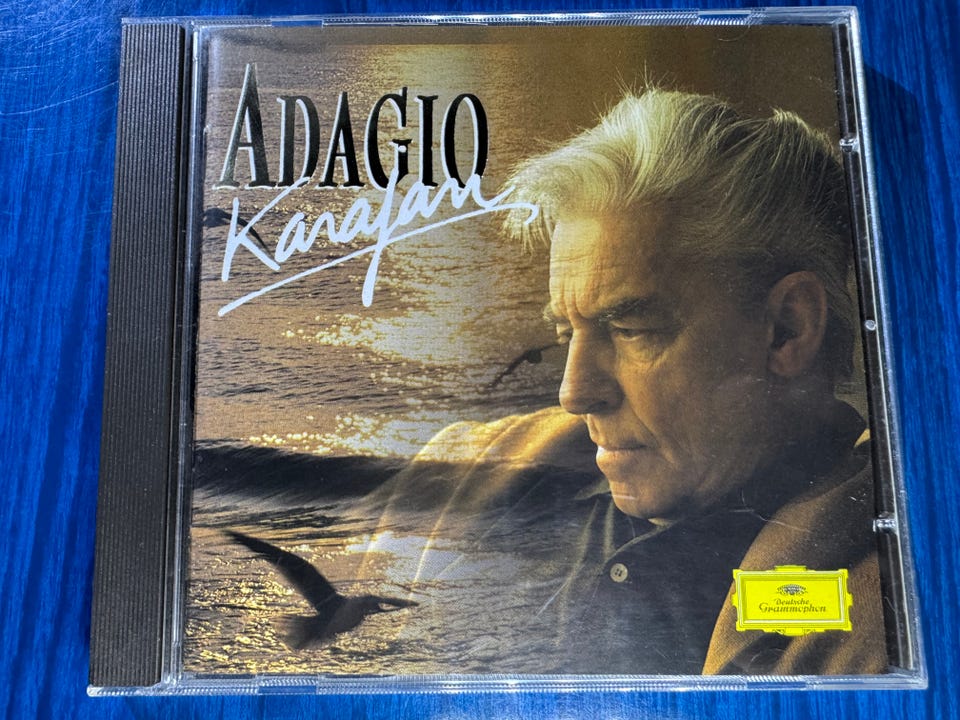 ADAGIO
Karajan
Deutsche
Grammophon